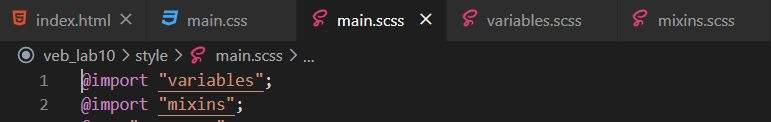 index.html main.css main.scss variables.scss mixins.scss
veb_lab10 > style > main.scss > ...
1 @import "variables";
2 @import "mixins";